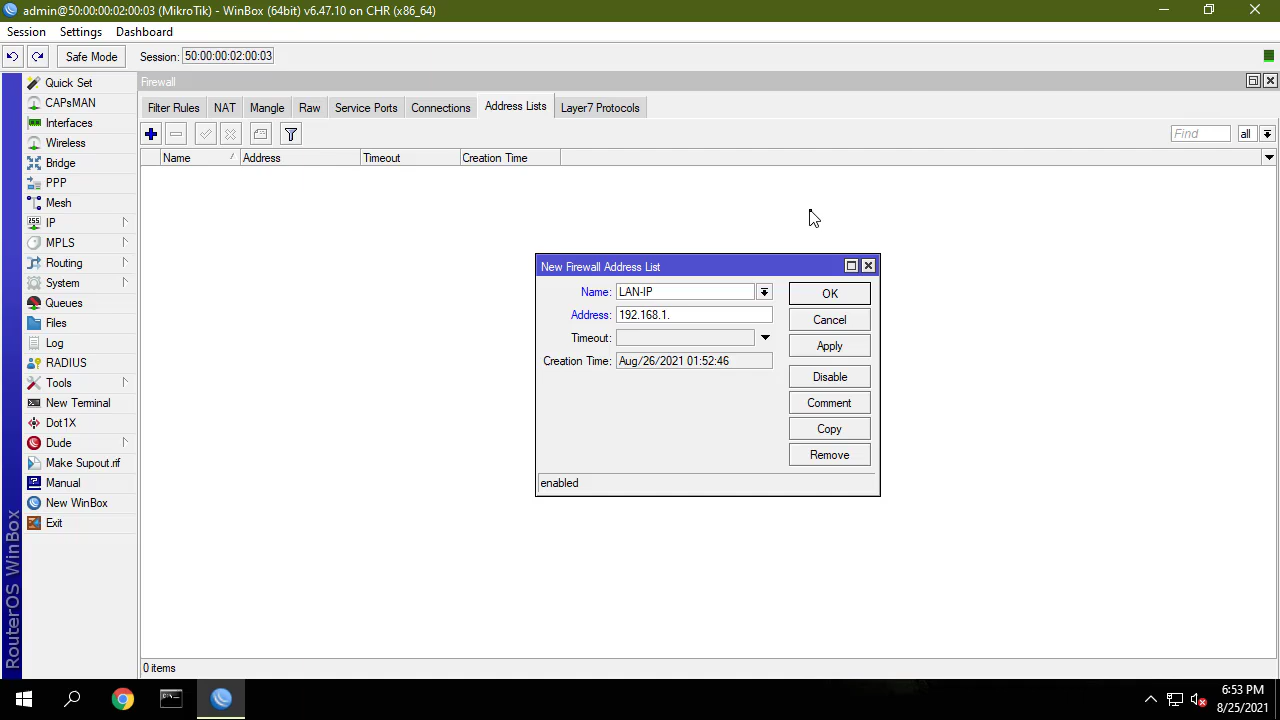 admin@50:00:00:02:00:03 (MikroTik) - WinBox (64bit) v6.47.10 on CHR (x86_64)
Session Settings Dashboard
Safe Mode Session: 50:00:00:02:00:03
Quick Set
CAPsMAN
Interfaces
Wireless
Bridge
PPP
Mesh
IP
MPLS
Routing
System
Queues
Files
Log
RADIUS
Tools
New Terminal
Dot1X
Dude
Make Supout.rif
Manual
New WinBox
Exit
RouterOS WinBox
Firewall
Filter Rules NAT Mangle Raw Service Ports Connections Address Lists Layer7 Protocols
Find all
Name Address Timeout Creation Time
New Firewall Address List
Name: LAN-IP
Address: 192.168.1.
Timeout:
Creation Time: Aug/26/2021 01:52:46
OK
Cancel
Apply
Disable
Comment
Copy
Remove
enabled
0 items
6:53 PM
8/25/2021